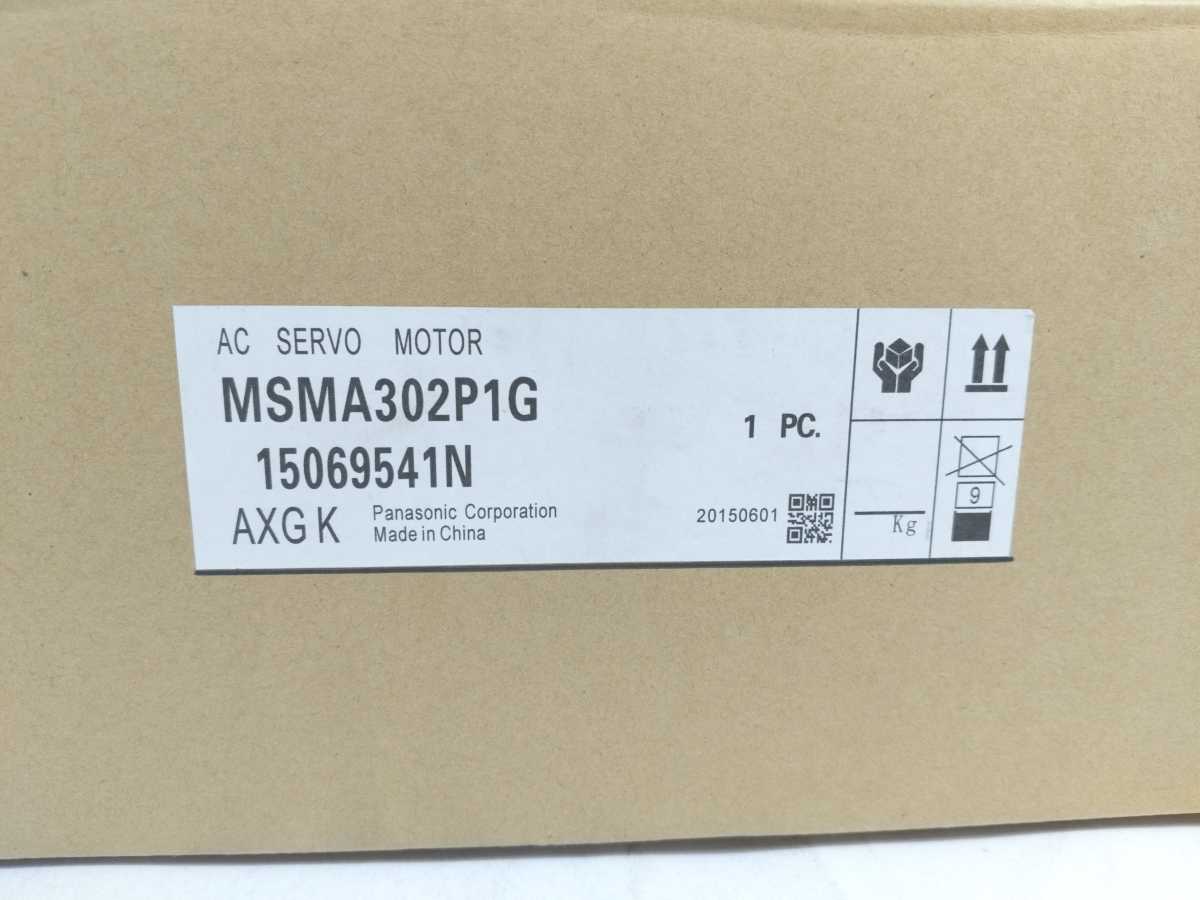 AC SERVO MOTOR
MSMA302P1G
15069541N
1 PC.
AXG K
Panasonic Corporation
Made in China
20150601
Kg
9